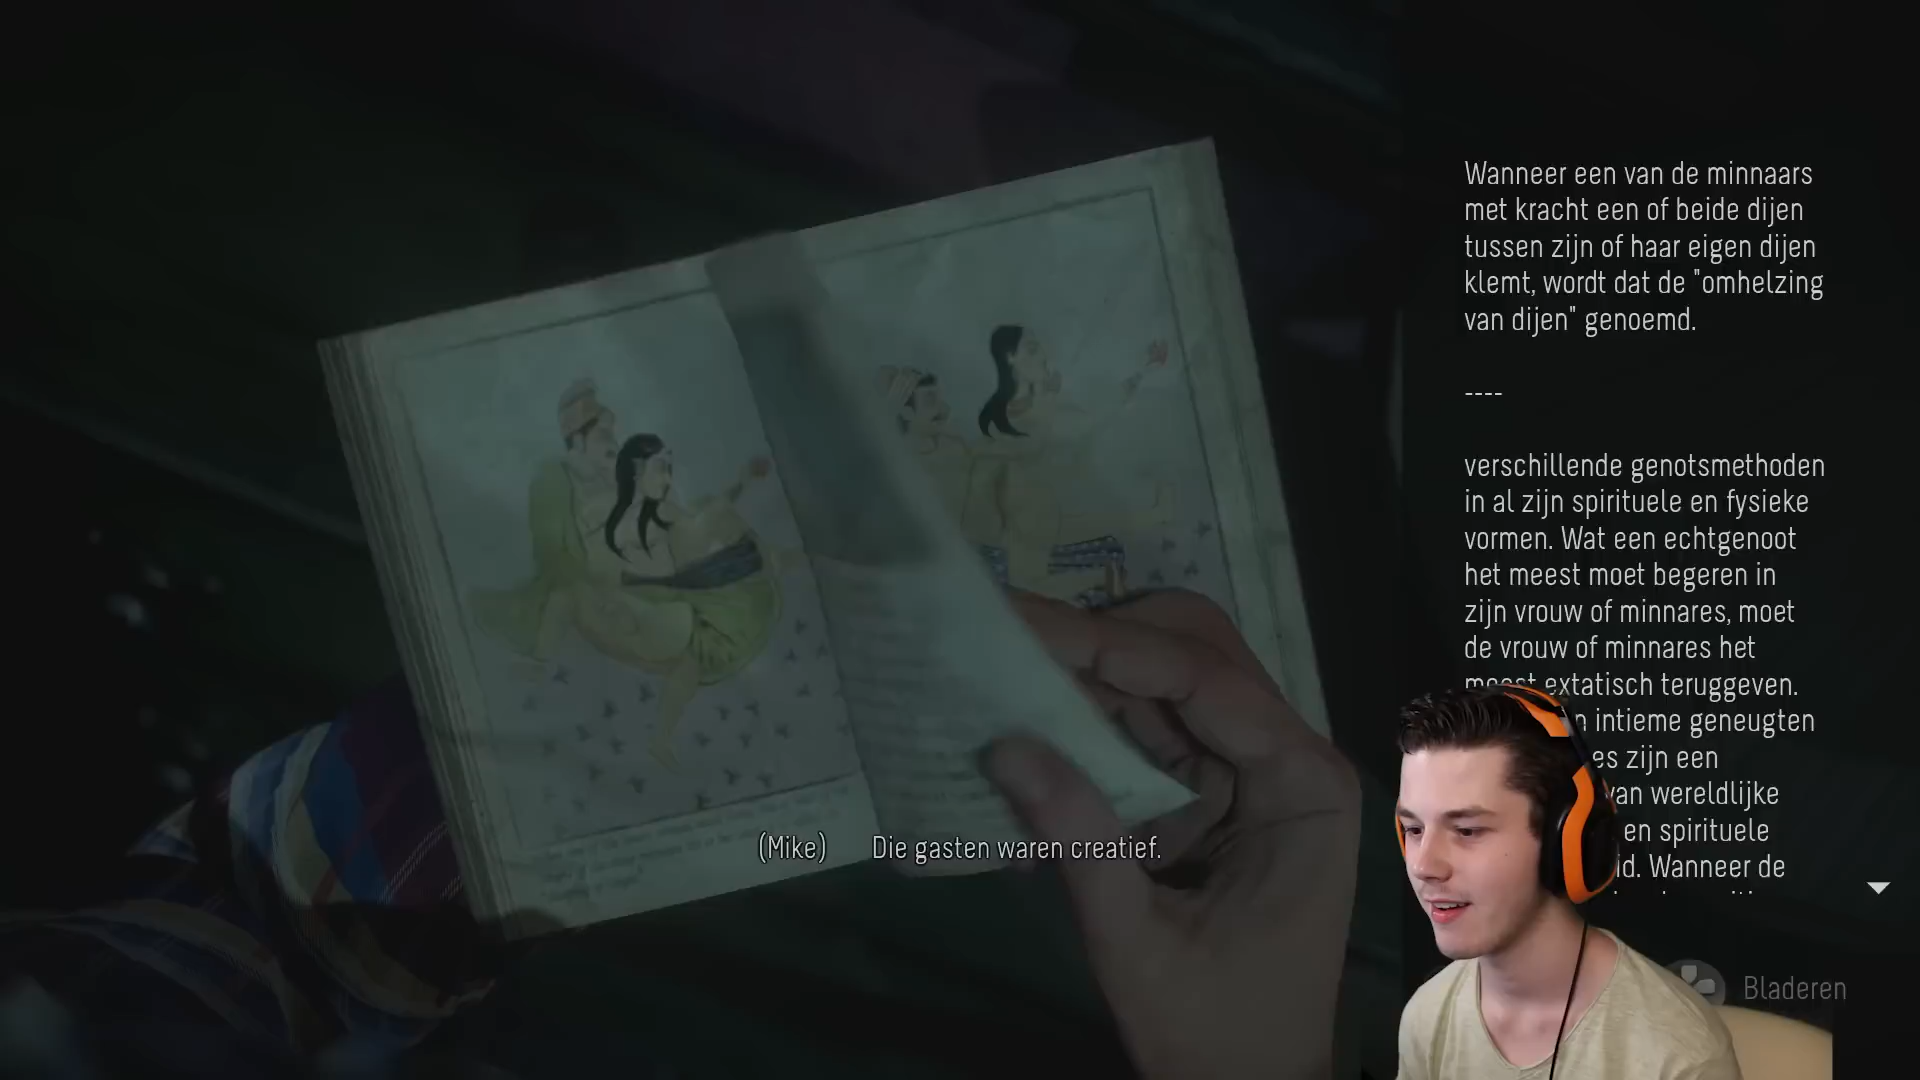 Wanneer een van de minnaars
met kracht een of beide dijen
tussen zijn of haar eigen dijen
klemt, wordt dat de "omhelzing
van dijen" genoemd.
----
verschillende genotsmethoden
in al zijn spirituele en fysieke
vormen. Wat een echtgenoot
het meest moet begeren in
zijn vrouw of minnares, moet
de vrouw of minnares het
meest extatisch teruggeven.
intieme geneugten
zijn een
van wereldlijke
en spirituele
Wanneer de
(Mike) Die gasten waren creatief.
Bladeren